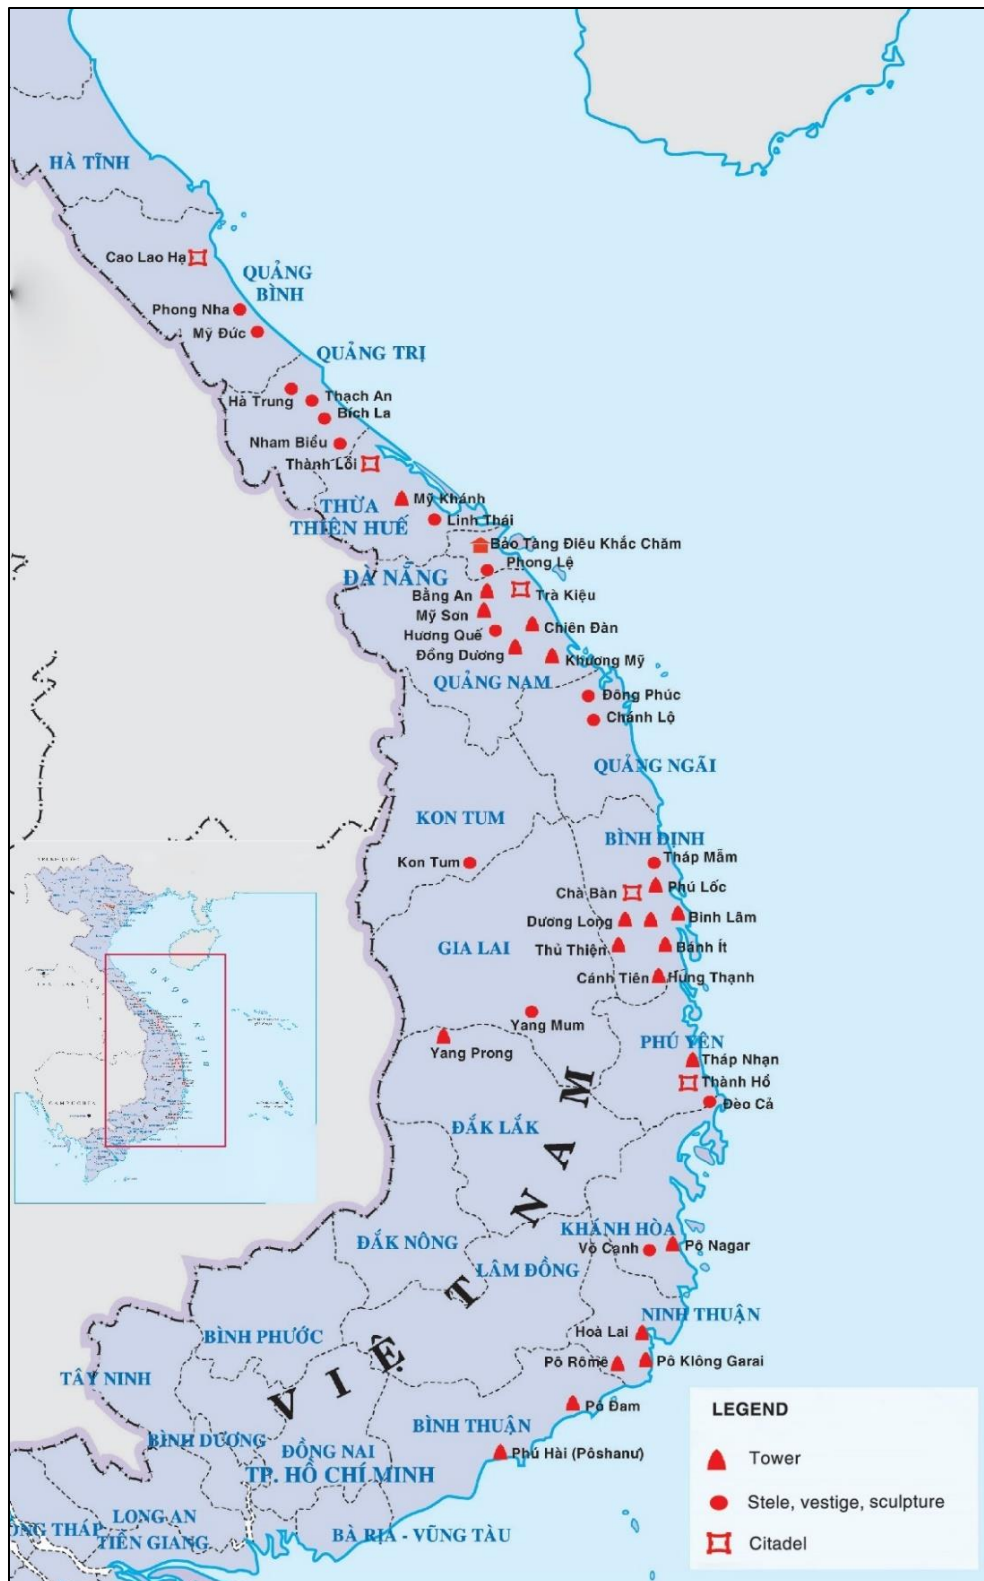 HÀ TĨNH
Cao Lao Hạ
QUẢNG
BÌNH
Phong Nha
Mỹ Đức
QUẢNG TRỊ
Hà Trung
Thạch An
Bích La
Nham Biểu
Thành Lồi
THỪA
THIÊN HUẾ
Mỹ Khánh
Linh Thái
Bảo Tàng Điêu Khắc Chăm
Phong Lệ
ĐÀ NẴNG
Bằng An
Trà Kiệu
Mỹ Sơn
Chiên Đàn
Hương Quế
Đồng Dương
Khương Mỹ
QUẢNG NAM
Đông Phúc
Chánh Lộ
QUẢNG NGÃI
KON TUM
BÌNH ĐỊNH
Kon Tum
Tháp Mẫm
Phú Lốc
Chà Bàn
Dương Long
Bình Lâm
GIA LAI
Thủ Thiện
Bánh Ít
Cánh Tiên
Hưng Thạnh
Yang Mum
Yang Prong
PHÚ YÊN
Tháp Nhạn
Thành Hồ
Đèo Cả
ĐẮK LẮK
CAMPODIA
ĐẮK NÔNG
KHÁNH HÒA
Võ Cạnh
Pô Nagar
LÂM ĐỒNG
VIỆT NAM
NINH THUẬN
Hoà Lai
BÌNH PHƯỚC
Pô Rômê
Pô Klông Garai
TÂY NINH
Pô Đam
BÌNH THUẬN
BÌNH DƯƠNG
ĐỒNG NAI
Phú Hài (Pôshanư)
TP. HỒ CHÍ MINH
LONG AN
ỒNG THÁP
TIỀN GIANG
BÀ RỊA - VŨNG TÀU
LEGEND
Tower
Stele, vestige, sculpture
Citadel